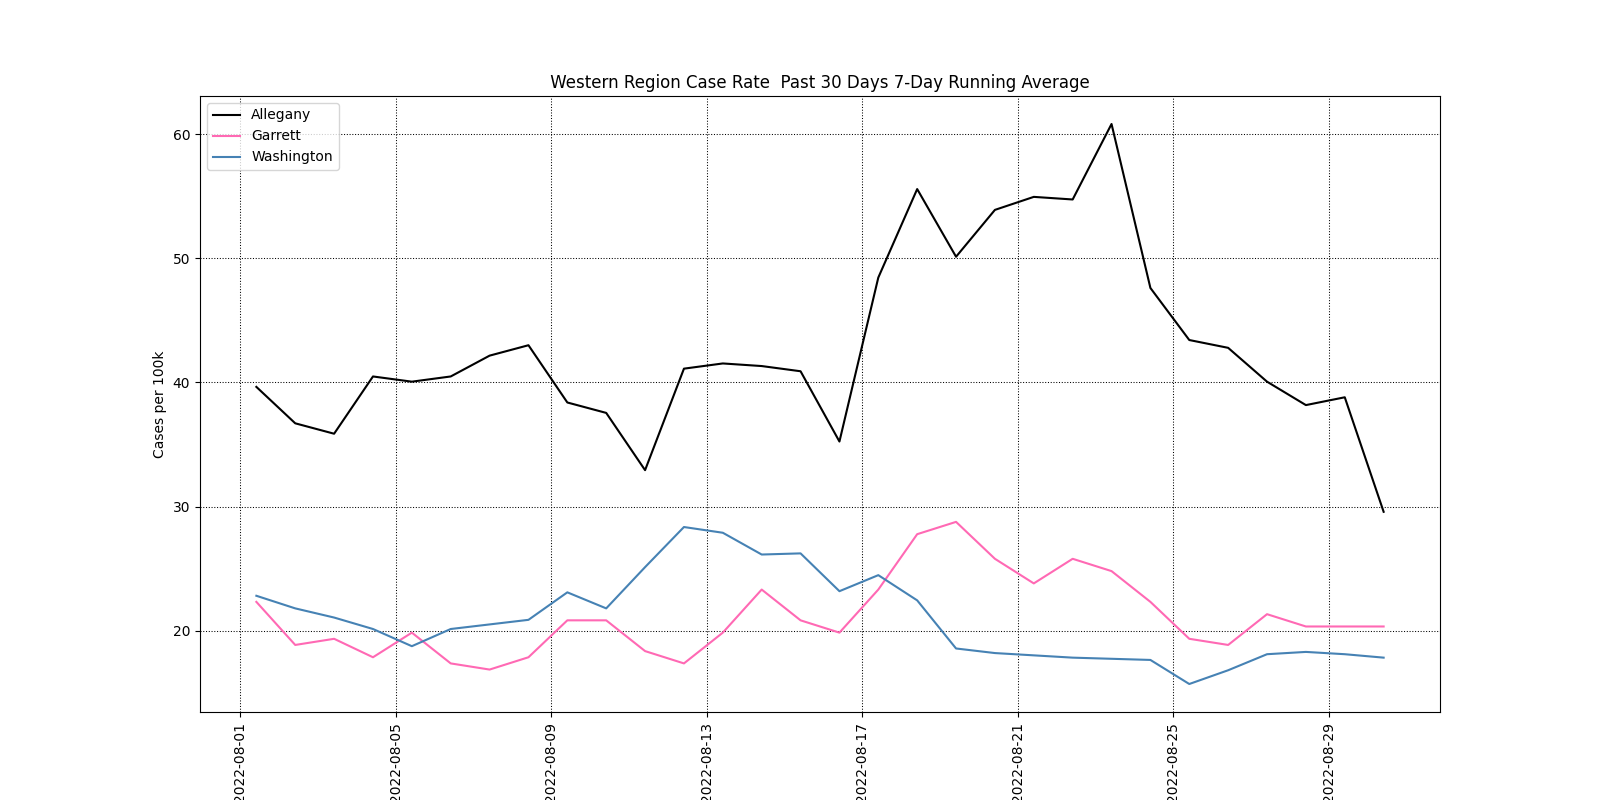 Western Region Case Rate  Past 30 Days 7-Day Running Average
Allegany
Garrett
Washington
Cases per 100k
60
50
40
30
20
2022-08-01
2022-08-05
2022-08-09
2022-08-13
2022-08-17
2022-08-21
2022-08-25
2022-08-29